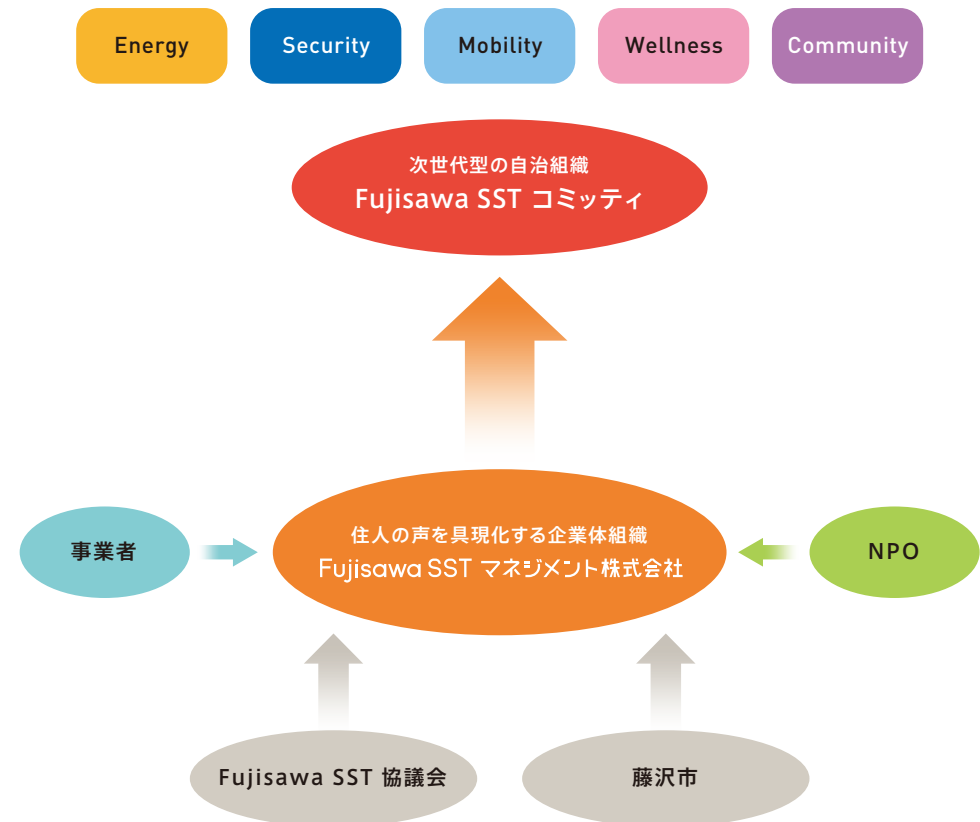 Energy
Security
Mobility
Wellness
Community
次世代型の自治組織
Fujisawa SST コミッティ
事業者
住人の声を具現化する企業体組織
Fujisawa SST マネジメント株式会社
NPO
Fujisawa SST 協議会
藤沢市